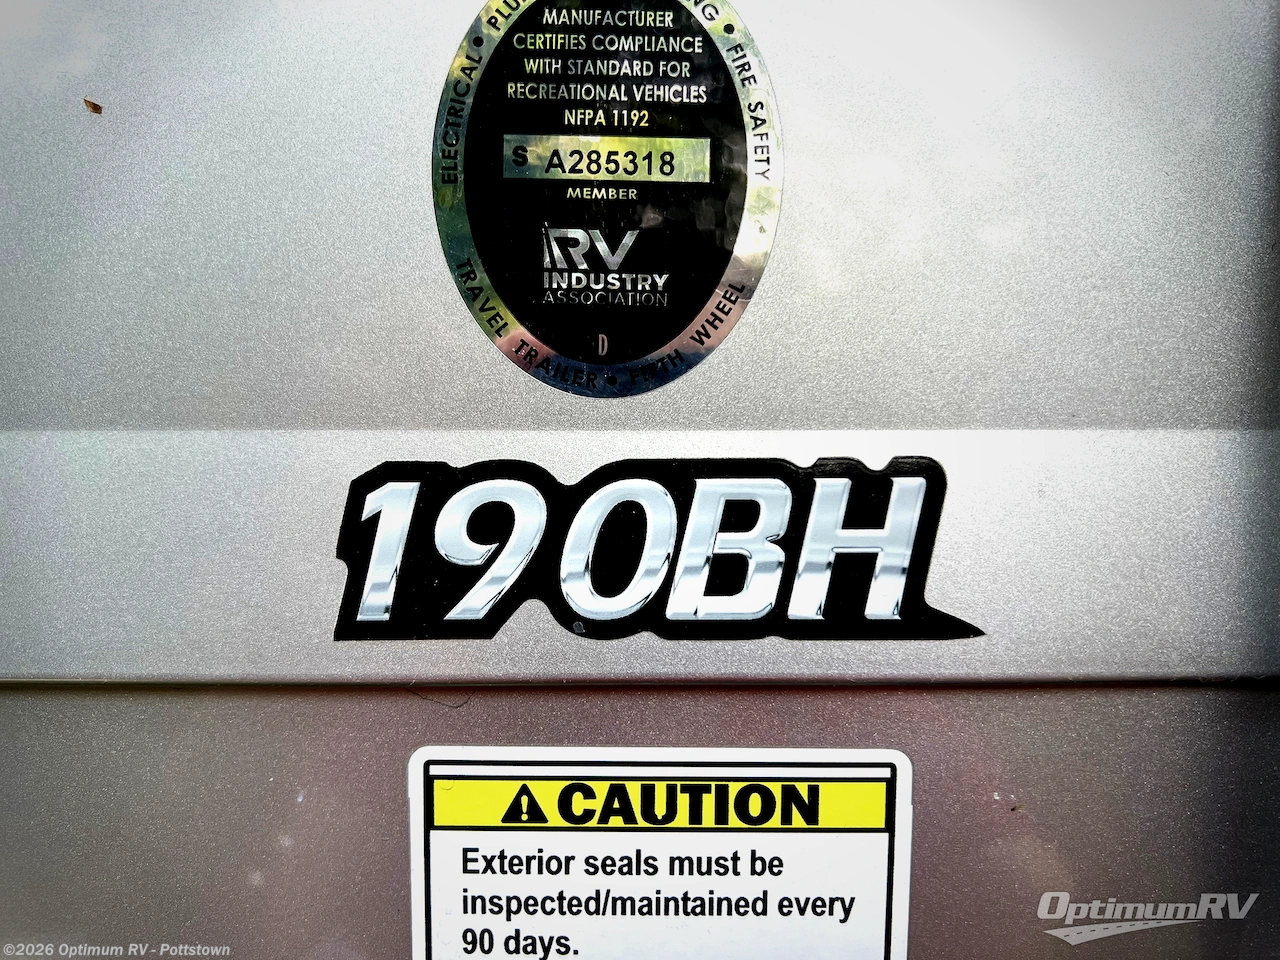 MANUFACTURER
CERTIFIES COMPLIANCE
WITH STANDARD FOR
RECREATIONAL VEHICLES
NFPA 1192
S A285318
MEMBER
RV
INDUSTRY
ASSOCIATION
D
ELECTRICAL •
• FIRE SAFETY
TRAVEL TRAILER • FIFTH WHEEL
190BH
CAUTION
Exterior seals must be
inspected/maintained every
90 days.
OptimumRV
©2026 Optimum RV - Pottstown